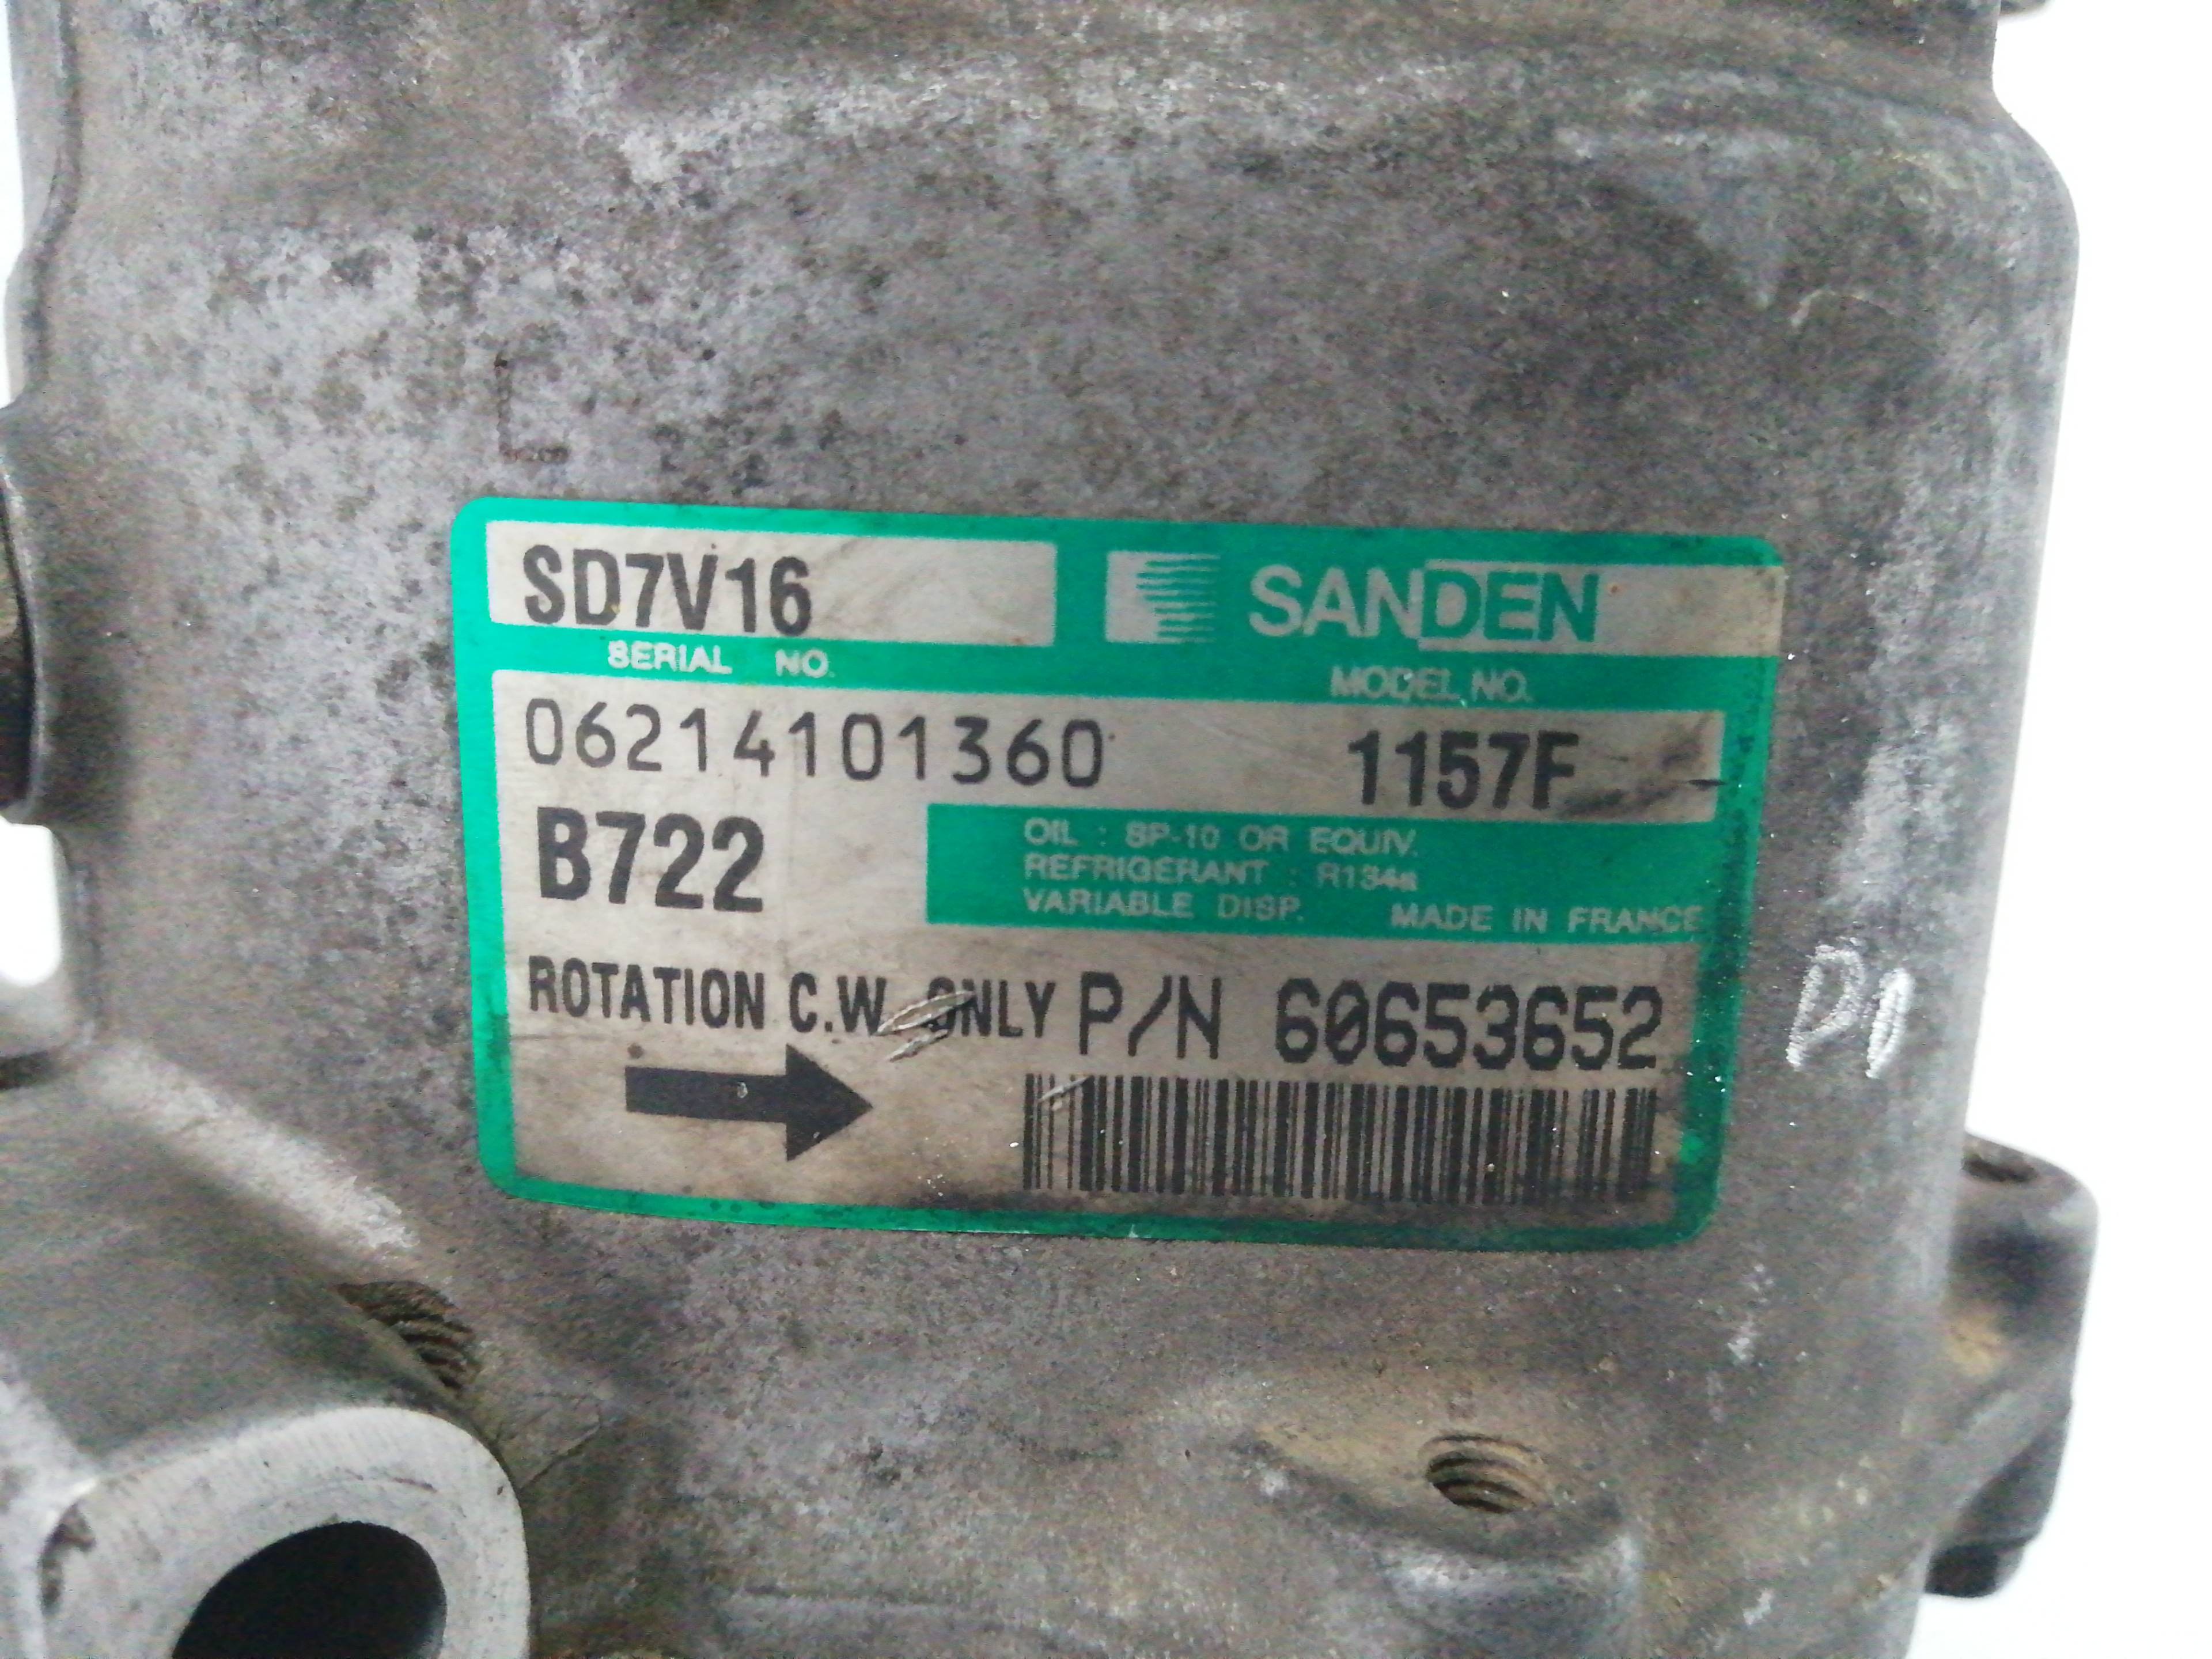 L
SD7V16
SANDEN
SERIAL NO.
MODEL NO.
06214101360
1157F
B722
OIL : SP-10 OR EQUIV.
REFRIGERANT : R134a
VARIABLE DISP. MADE IN FRANCE
ROTATION C.W. ONLY
P/N 60653652